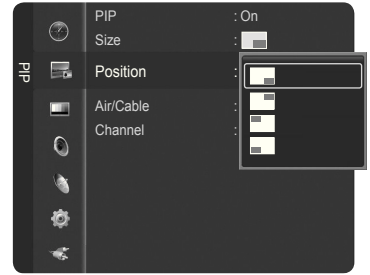 PIP
PIP : On
Size :
Position :
Air/Cable :
Channel :